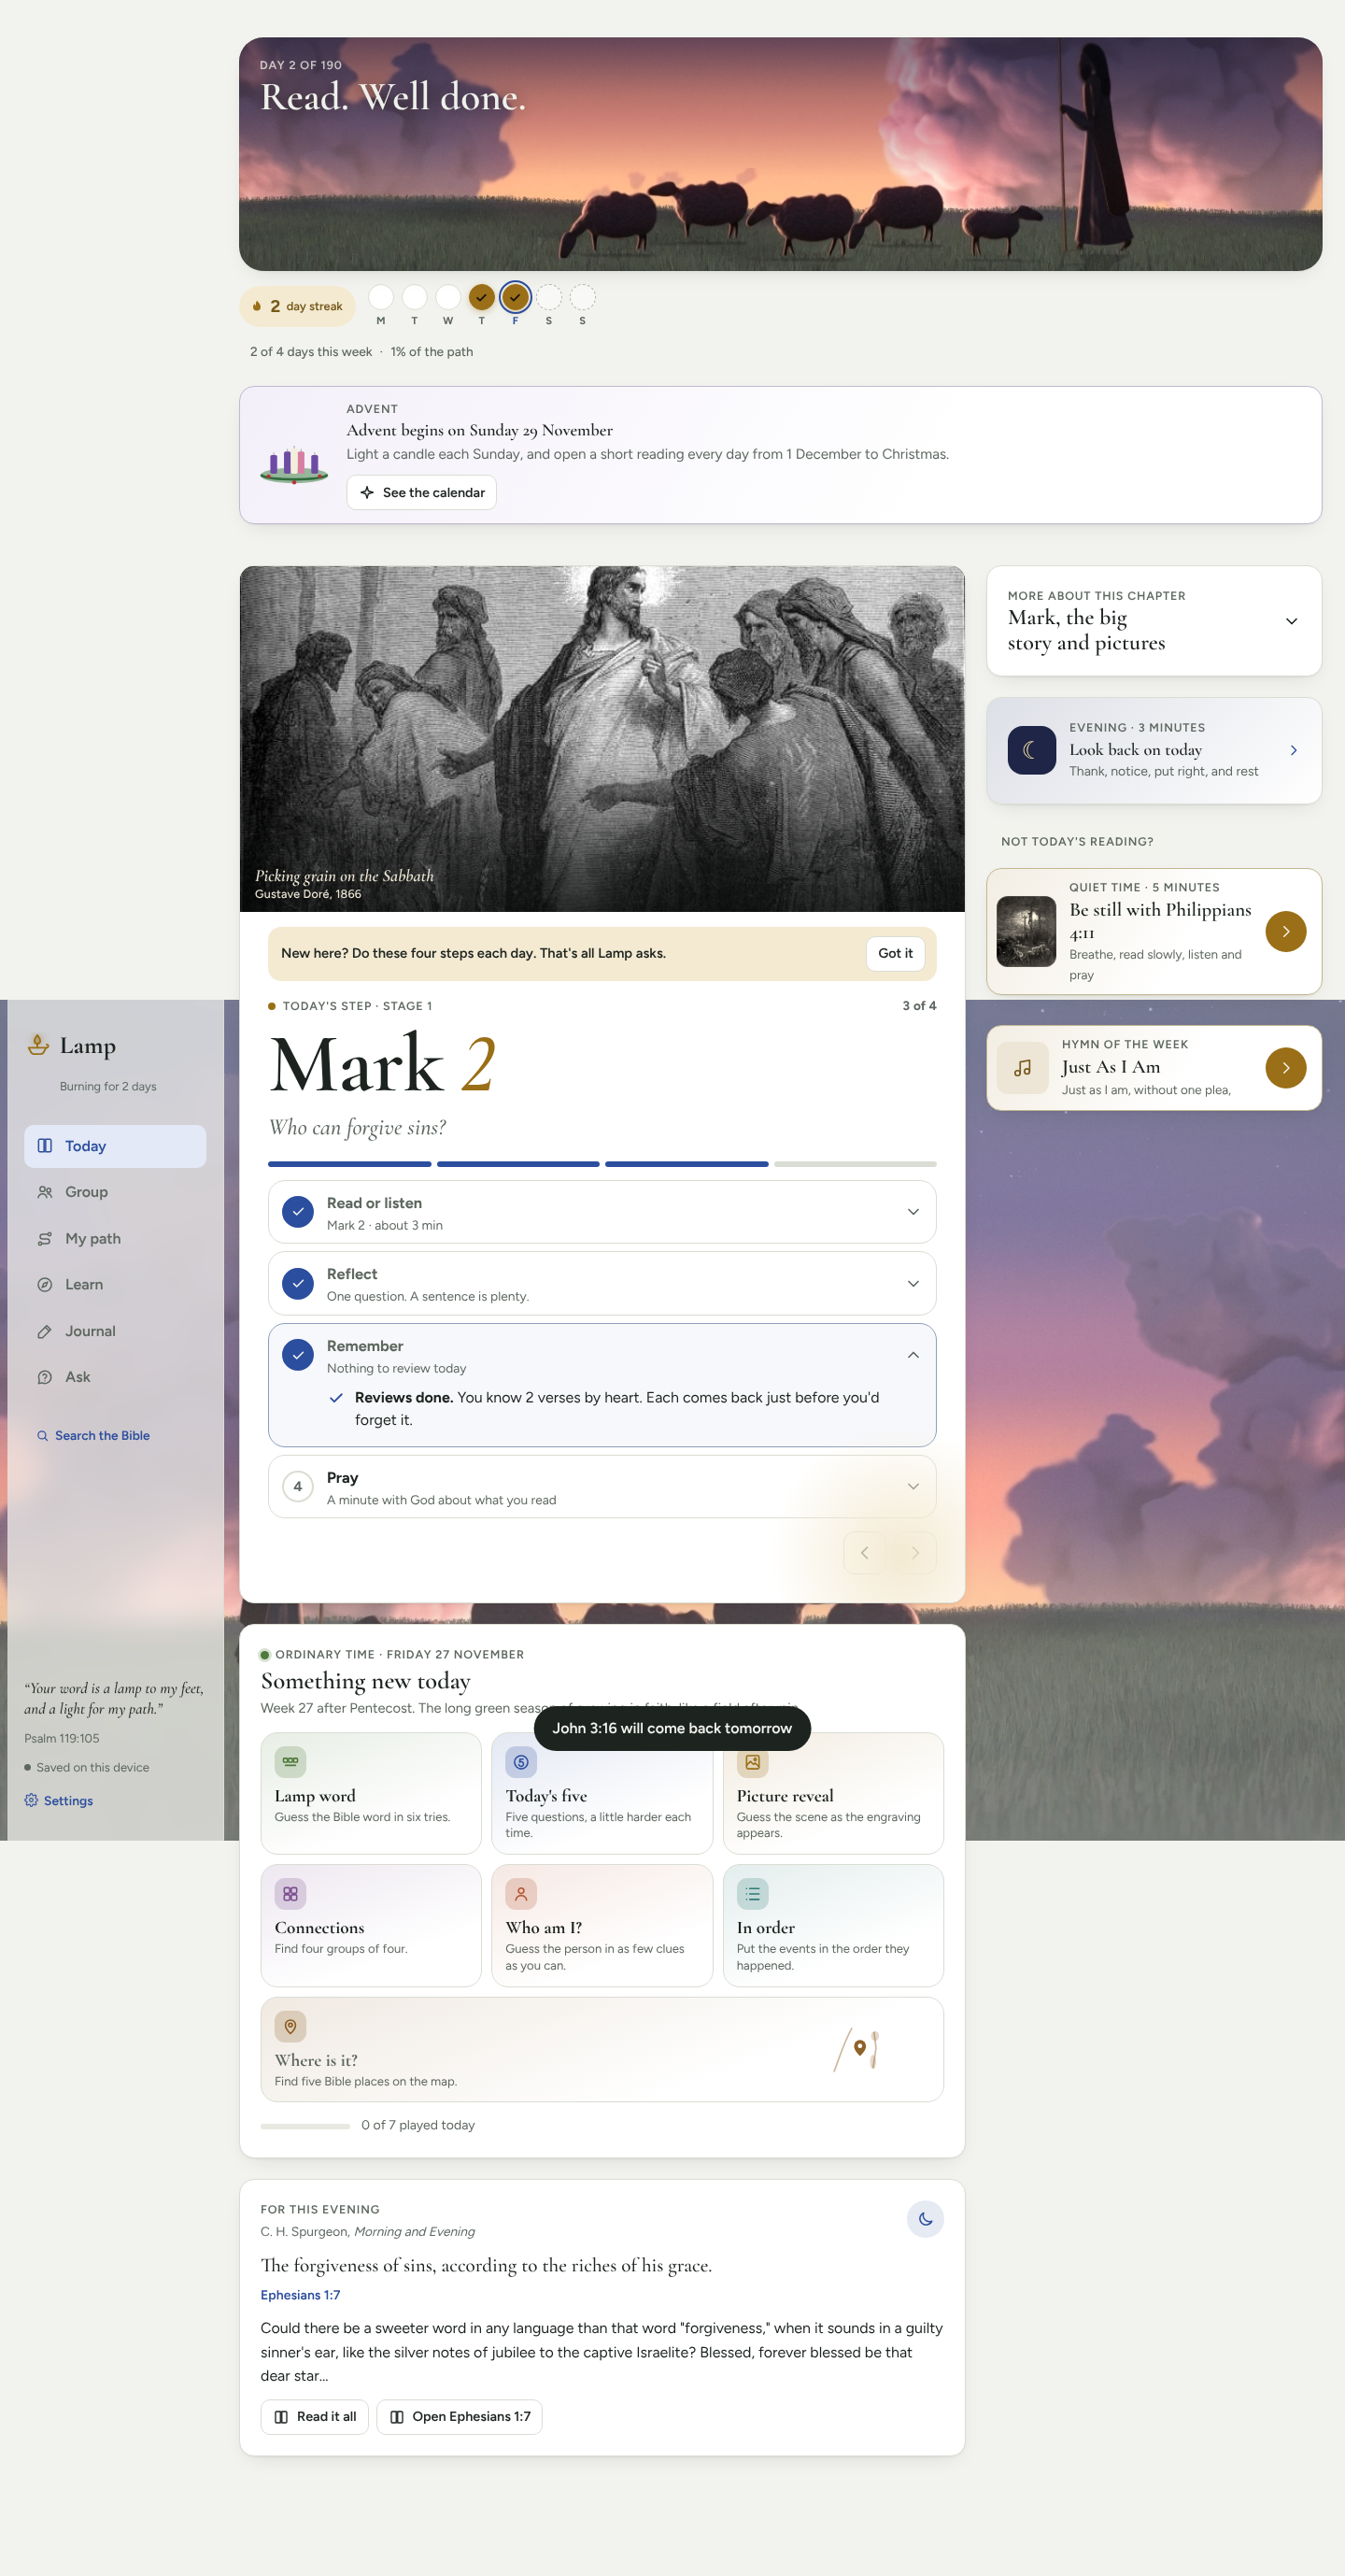 DAY 2 OF 190
Read. Well done.
2 day streak
M T W T F S S
2 of 4 days this week · 1% of the path
ADVENT
Advent begins on Sunday 29 November
Light a candle each Sunday, and open a short reading every day from 1 December to Christmas.
See the calendar
Picking grain on the Sabbath
Gustave Doré, 1866
New here? Do these four steps each day. That's all Lamp asks.
Got it
TODAY'S STEP · STAGE 1
3 of 4
Mark 2
Who can forgive sins?
Read or listen
Mark 2 · about 3 min
Reflect
One question. A sentence is plenty.
Remember
Nothing to review today
Reviews done. You know 2 verses by heart. Each comes back just before you'd
forget it.
4
Pray
A minute with God about what you read
MORE ABOUT THIS CHAPTER
Mark, the big
story and pictures
EVENING · 3 MINUTES
Look back on today
Thank, notice, put right, and rest
NOT TODAY'S READING?
QUIET TIME · 5 MINUTES
Be still with Philippians
4:11
Breathe, read slowly, listen and
pray
HYMN OF THE WEEK
Just As I Am
Just as I am, without one plea,
Lamp
Burning for 2 days
Today
Group
My path
Learn
Journal
Ask
Search the Bible
“Your word is a lamp to my feet,
and a light for my path.”
Psalm 119:105
Saved on this device
Settings
ORDINARY TIME · FRIDAY 27 NOVEMBER
Something new today
Week 27 after Pentecost. The long green season
John 3:16 will come back tomorrow
Lamp word
Guess the Bible word in six tries.
Today's five
Five questions, a little harder each
time.
Picture reveal
Guess the scene as the engraving
appears.
Connections
Find four groups of four.
Who am I?
Guess the person in as few clues
as you can.
In order
Put the events in the order they
happened.
Where is it?
Find five Bible places on the map.
0 of 7 played today
FOR THIS EVENING
C. H. Spurgeon, Morning and Evening
The forgiveness of sins, according to the riches of his grace.
Ephesians 1:7
Could there be a sweeter word in any language than that word "forgiveness," when it sounds in a guilty
sinner's ear, like the silver notes of jubilee to the captive Israelite? Blessed, forever blessed be that
dear star...
Read it all
Open Ephesians 1:7